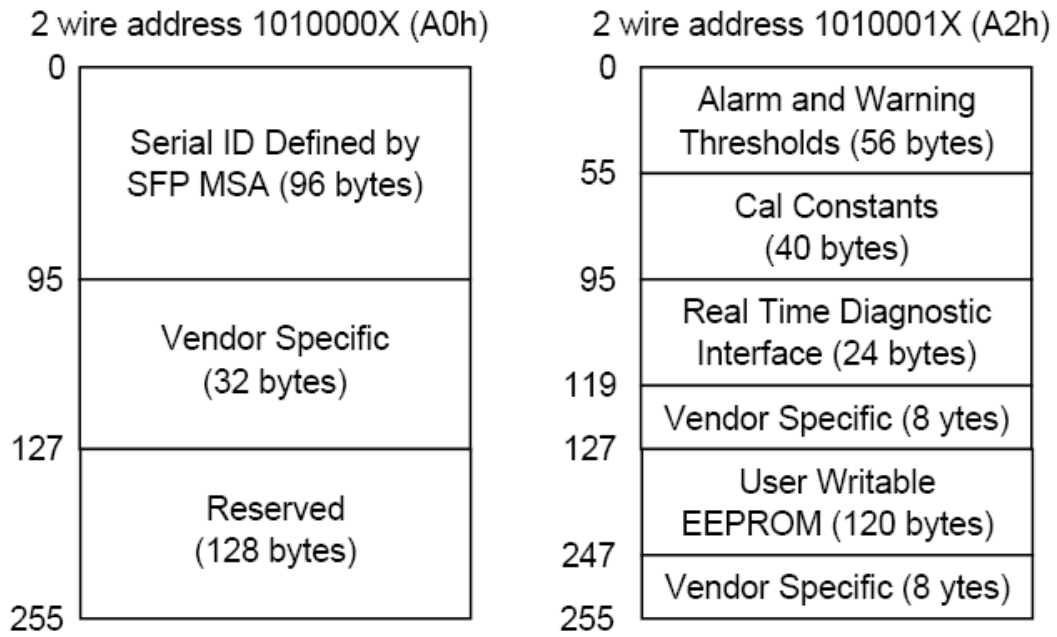 2 wire address 1010000X (A0h)
0
Serial ID Defined by
SFP MSA (96 bytes)
95
Vendor Specific
(32 bytes)
127
Reserved
(128 bytes)
255
2 wire address 1010001X (A2h)
0
Alarm and Warning
Thresholds (56 bytes)
55
Cal Constants
(40 bytes)
95
Real Time Diagnostic
Interface (24 bytes)
119
Vendor Specific (8 ytes)
127
User Writable
EEPROM (120 bytes)
247
Vendor Specific (8 ytes)
255